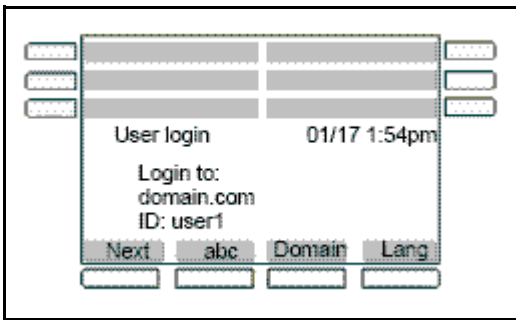 User login 01/17 1:54pm
Login to:
domain.com
ID: user1
Next abc Domain Lang